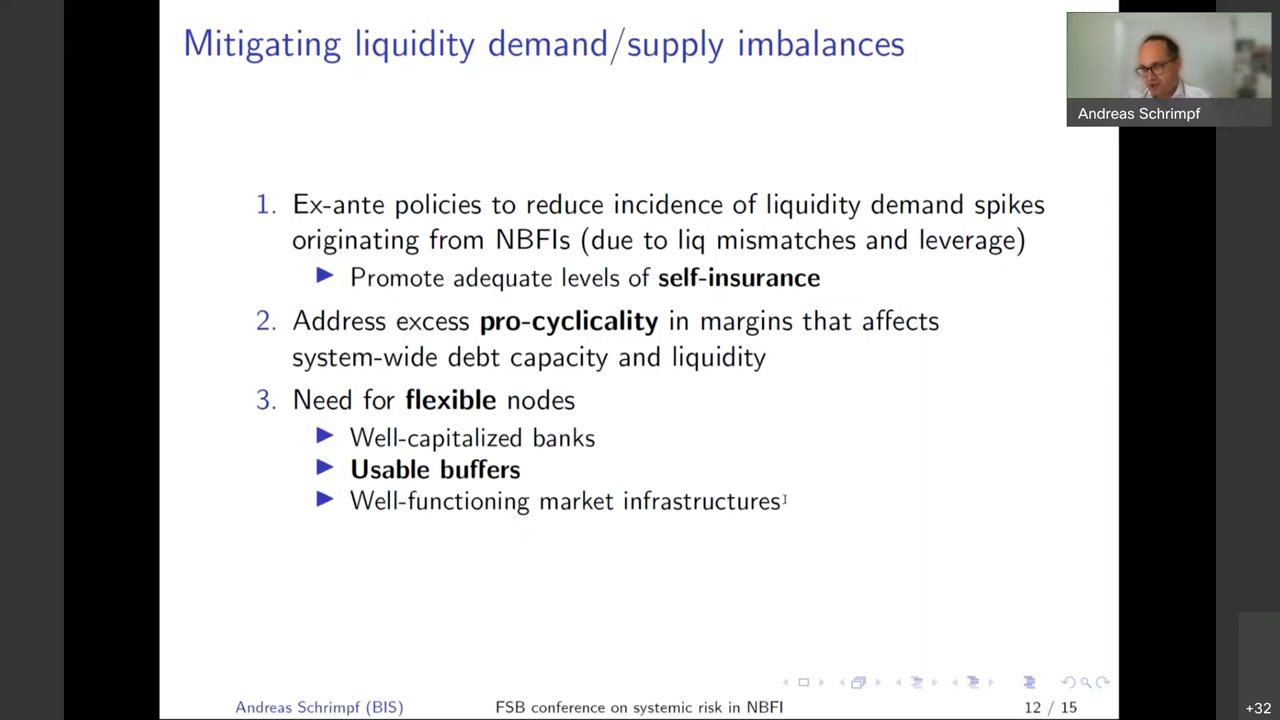 Mitigating liquidity demand/supply imbalances
Andreas Schrimpf
1. Ex-ante policies to reduce incidence of liquidity demand spikes
originating from NBFIs (due to liq mismatches and leverage)
▶ Promote adequate levels of self-insurance
2. Address excess pro-cyclicality in margins that affects
system-wide debt capacity and liquidity
3. Need for flexible nodes
▶ Well-capitalized banks
▶ Usable buffers
▶ Well-functioning market infrastructures
Andreas Schrimpf (BIS) FSB conference on systemic risk in NBFI 12 / 15
+32